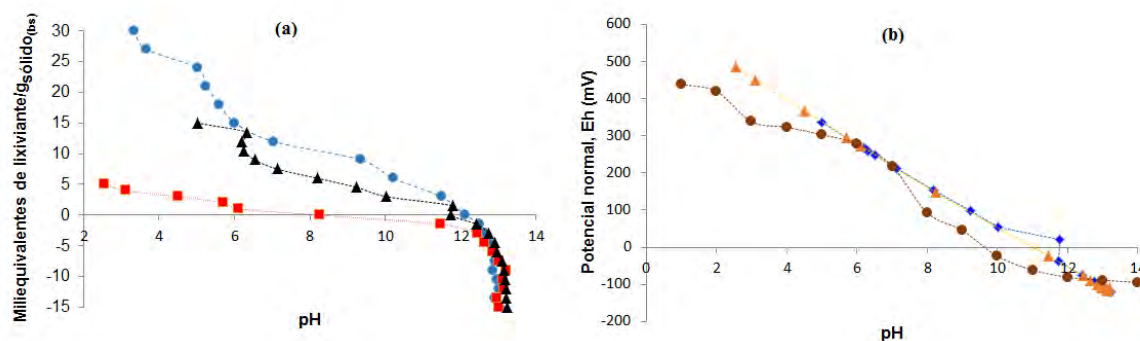 (a)
Miliequivalentes de lixiviante/gsólido(bs)
30
25
20
15
10
5
0
-5
-10
-15
2 4 6 8 10 12 14
pH
(b)
Potencial normal, Eh (mV)
600
500
400
300
200
100
0
-100
-200
0 2 4 6 8 10 12 14
pH